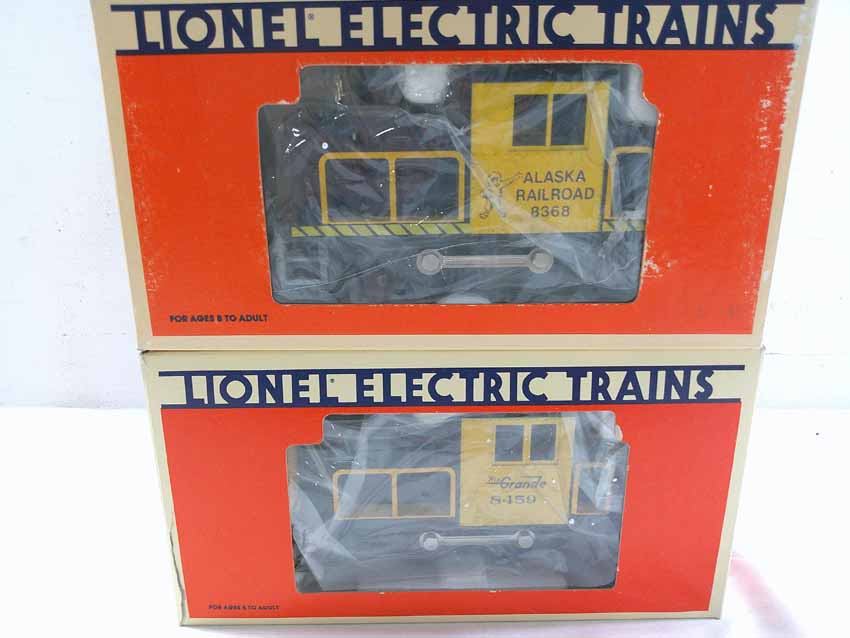 LIONEL® ELECTRIC TRAINS
ALASKA
RAILROAD
8368
FOR AGES 8 TO ADULT
LIONEL® ELECTRIC TRAINS
Rio Grande
8459
FOR AGES 8 TO ADULT